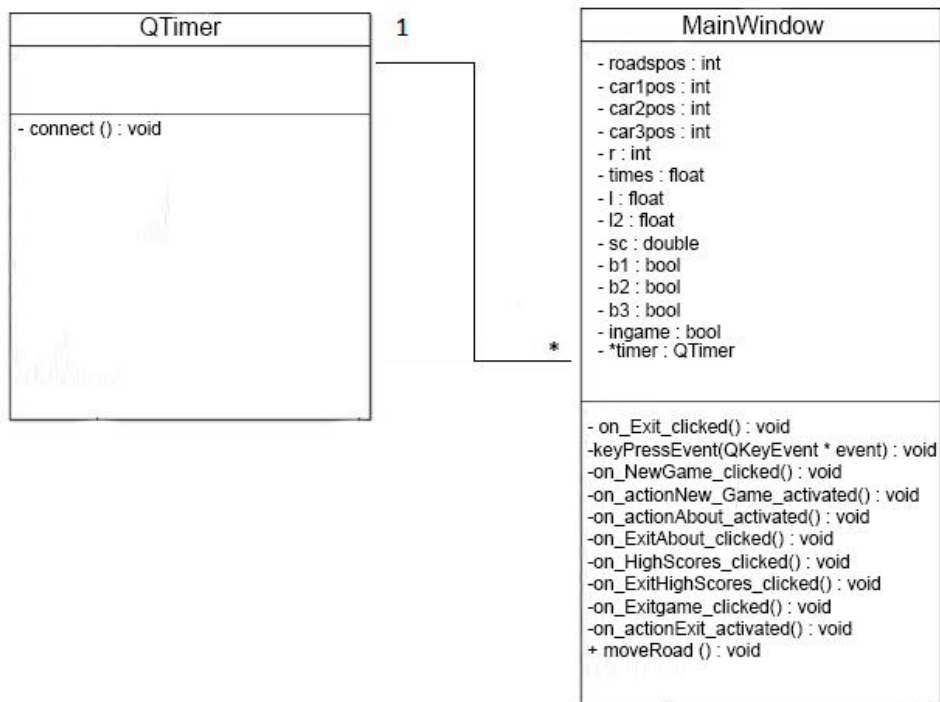 QTimer
- connect () : void
1
*
MainWindow
- roadspos : int
- car1pos : int
- car2pos : int
- car3pos : int
- r : int
- times : float
- l : float
- l2 : float
- sc : double
- b1 : bool
- b2 : bool
- b3 : bool
- ingame : bool
- *timer : QTimer
- on_Exit_clicked() : void
-keyPressEvent(QKeyEvent * event) : void
-on_NewGame_clicked() : void
-on_actionNew_Game_activated() : void
-on_actionAbout_activated() : void
-on_ExitAbout_clicked() : void
-on_HighScores_clicked() : void
-on_ExitHighScores_clicked() : void
-on_Exitgame_clicked() : void
-on_actionExit_activated() : void
+ moveRoad () : void